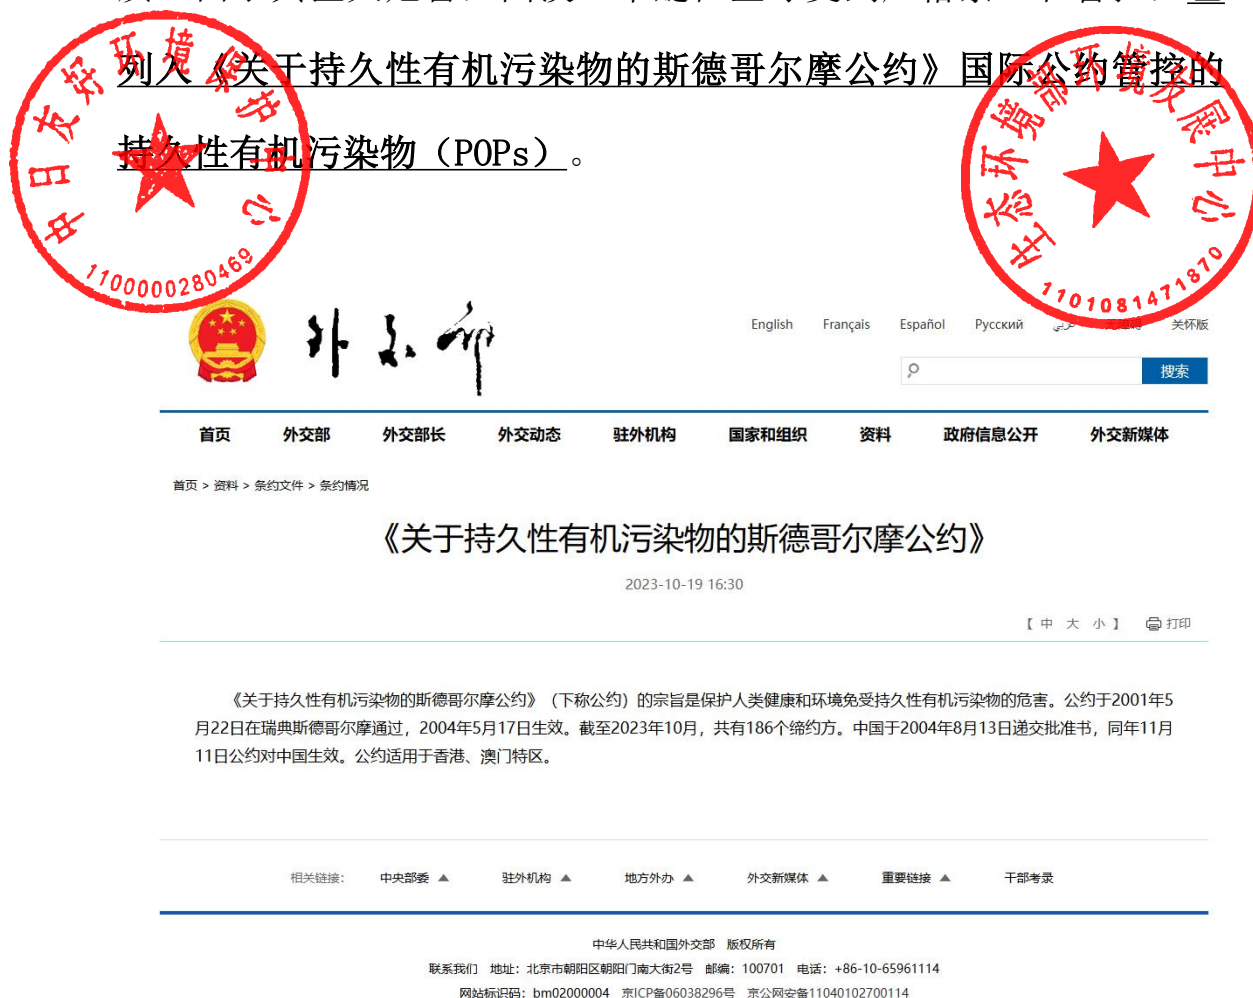 列入《关于持久性有机污染物的斯德哥尔摩公约》国际公约管控的
持久性有机污染物（POPs）。
中日友好环境保护中心
1100000280469
生态环境部环境发展中心
1101081471870
外交部
English Français Español Русский عربي 无障碍 关怀版
搜索
首页 外交部 外交部长 外交动态 驻外机构 国家和组织 资料 政府信息公开 外交新媒体
首页 > 资料 > 条约文件 > 条约情况
《关于持久性有机污染物的斯德哥尔摩公约》
2023-10-19 16:30
【 中 大 小 】 打印
《关于持久性有机污染物的斯德哥尔摩公约》（下称公约）的宗旨是保护人类健康和环境免受持久性有机污染物的危害。公约于2001年5
月22日在瑞典斯德哥尔摩通过，2004年5月17日生效。截至2023年10月，共有186个缔约方。中国于2004年8月13日递交批准书，同年11月
11日公约对中国生效。公约适用于香港、澳门特区。
相关链接： 中央部委 ▲ 驻外机构 ▲ 地方外办 ▲ 外交新媒体 ▲ 重要链接 ▲ 干部考录
中华人民共和国外交部 版权所有
联系我们 地址：北京市朝阳区朝阳门南大街2号 邮编：100701 电话：+86-10-65961114
网站标识码：bm02000004 京ICP备06038296号 京公网安备11040102700114